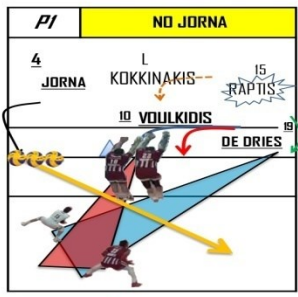 P1 NO JORNA
4
JORNA
L
KOKKINAKIS
15
RAPTIS
10 VOULKIDIS
19
DE DRIES